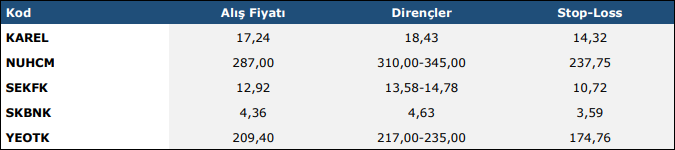 Kod Alış Fiyatı Dirençler Stop-Loss
KAREL 17,24 18,43 14,32
NUHCM 287,00 310,00-345,00 237,75
SEKFK 12,92 13,58-14,78 10,72
SKBNK 4,36 4,63 3,59
YEOTK 209,40 217,00-235,00 174,76